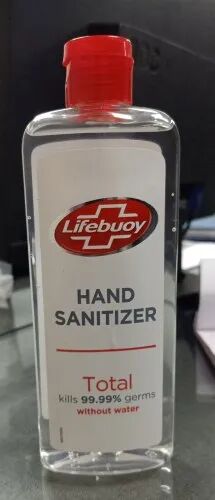 Lifebuoy
HAND
SANITIZER
Total
kills 99.99% germs
without water